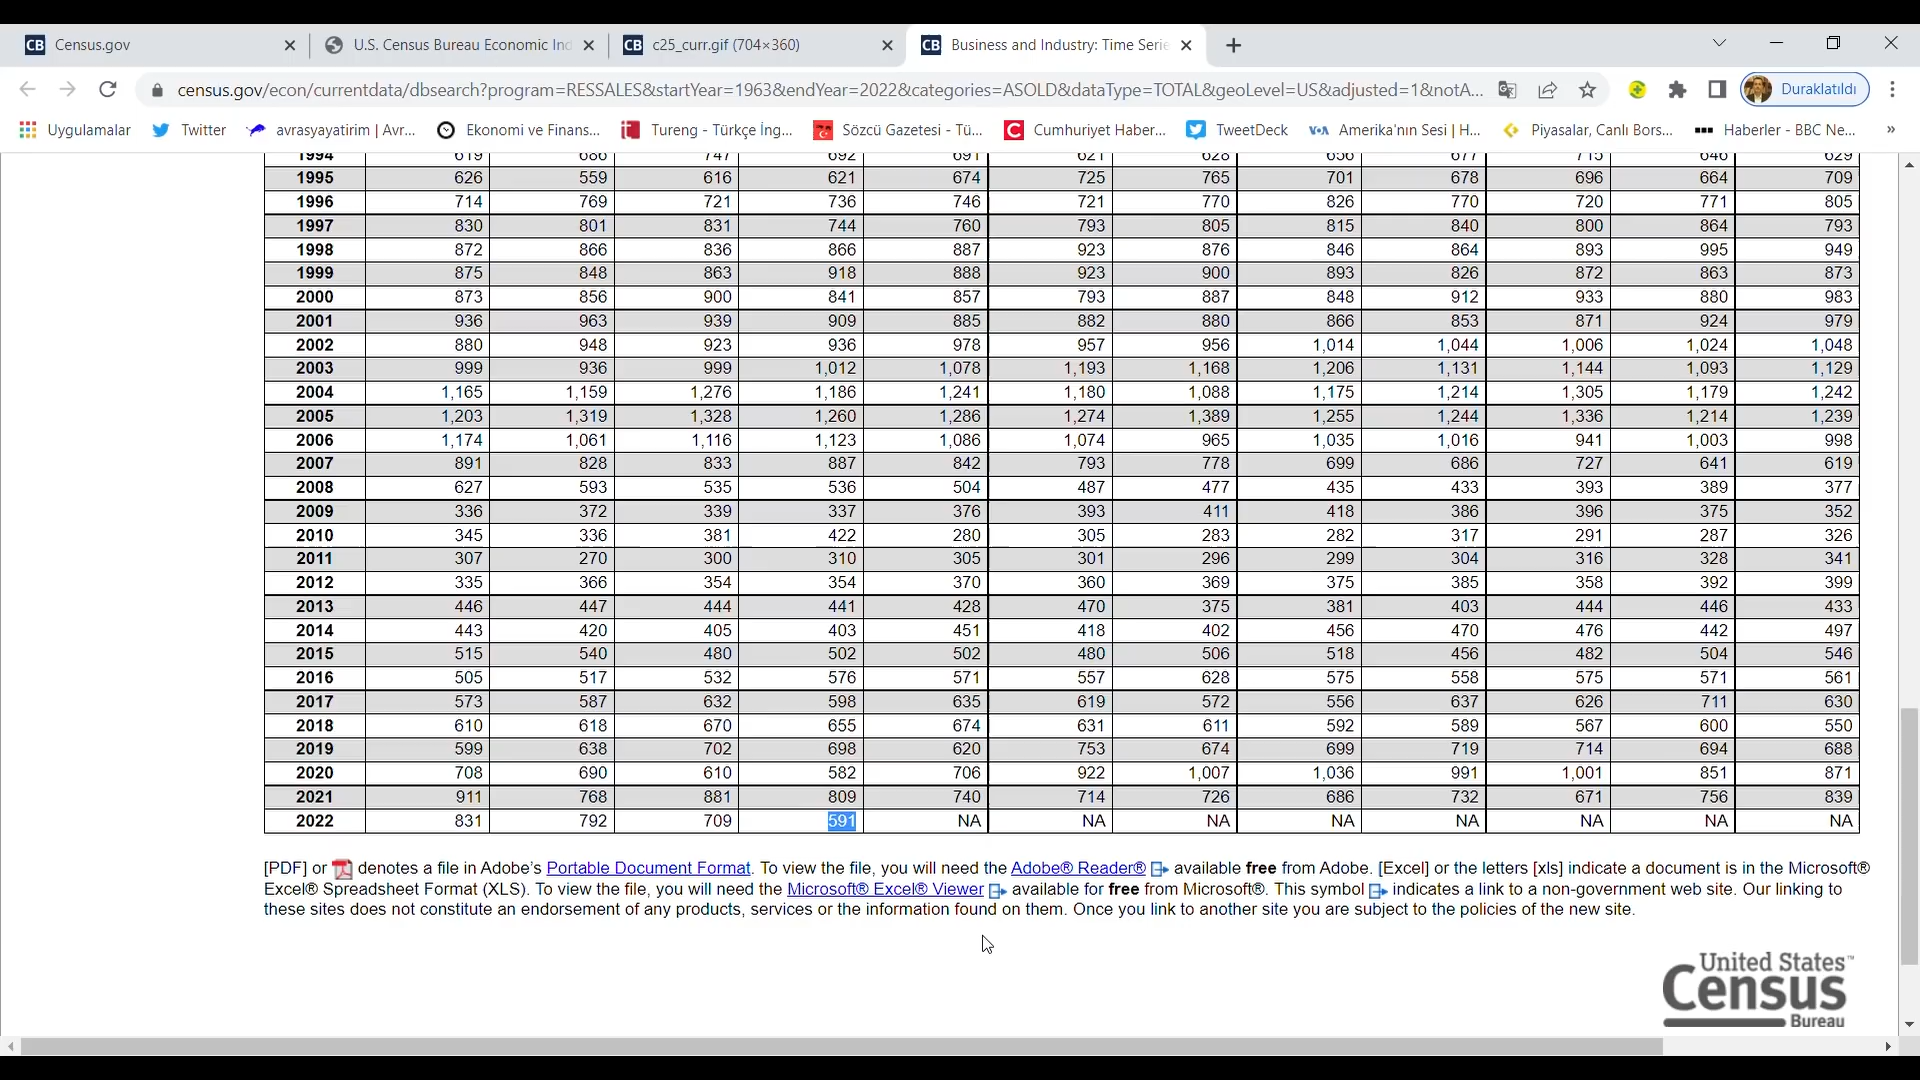 Census.gov
U.S. Census Bureau Economic Ind
c25_curr.gif (704×360)
Business and Industry: Time Serie
census.gov/econ/currentdata/dbsearch?program=RESSALES&startYear=1963&endYear=2022&categories=ASOLD&dataType=TOTAL&geoLevel=US&adjusted=1&notA...
Duraklatıldı
Uygulamalar
Twitter
avrasyayatirim | Avr...
Ekonomi ve Finans...
Tureng - Türkçe İng...
Sözcü Gazetesi - Tü...
Cumhuriyet Haber...
TweetDeck
Amerika'nın Sesi | H...
Piyasalar, Canlı Bors...
Haberler - BBC Ne...
»
1994 619 686 747 692 691 621 628 656 677 715 646 629
1995 626 559 616 621 674 725 765 701 678 696 664 709
1996 714 769 721 736 746 721 770 826 770 720 771 805
1997 830 801 831 744 760 793 805 815 840 800 864 793
1998 872 866 836 866 887 923 876 846 864 893 995 949
1999 875 848 863 918 888 923 900 893 826 872 863 873
2000 873 856 900 841 857 793 887 848 912 933 880 983
2001 936 963 939 909 885 882 880 866 853 871 924 979
2002 880 948 923 936 978 957 956 1,014 1,044 1,006 1,024 1,048
2003 999 936 999 1,012 1,078 1,193 1,168 1,206 1,131 1,144 1,093 1,129
2004 1,165 1,159 1,276 1,186 1,241 1,180 1,088 1,175 1,214 1,305 1,179 1,242
2005 1,203 1,319 1,328 1,260 1,286 1,274 1,389 1,255 1,244 1,336 1,214 1,239
2006 1,174 1,061 1,116 1,123 1,086 1,074 965 1,035 1,016 941 1,003 998
2007 891 828 833 887 842 793 778 699 686 727 641 619
2008 627 593 535 536 504 487 477 435 433 393 389 377
2009 336 372 339 337 376 393 411 418 386 396 375 352
2010 345 336 381 422 280 305 283 282 317 291 287 326
2011 307 270 300 310 305 301 296 299 304 316 328 341
2012 335 366 354 354 370 360 369 375 385 358 392 399
2013 446 447 444 441 428 470 375 381 403 444 446 433
2014 443 420 405 403 451 418 402 456 470 476 442 497
2015 515 540 480 502 502 480 506 518 456 482 504 546
2016 505 517 532 576 571 557 628 575 558 575 571 561
2017 573 587 632 598 635 619 572 556 637 626 711 630
2018 610 618 670 655 674 631 611 592 589 567 600 550
2019 599 638 702 698 620 753 674 699 719 714 694 688
2020 708 690 610 582 706 922 1,007 1,036 991 1,001 851 871
2021 911 768 881 809 740 714 726 686 732 671 756 839
2022 831 792 709 591 NA NA NA NA NA NA NA NA
[PDF] or denotes a file in Adobe's Portable Document Format. To view the file, you will need the Adobe® Reader® available free from Adobe. [Excel] or the letters [xls] indicate a document is in the Microsoft®
Excel® Spreadsheet Format (XLS). To view the file, you will need the Microsoft® Excel® Viewer available for free from Microsoft®. This symbol indicates a link to a non-government web site. Our linking to
these sites does not constitute an endorsement of any products, services or the information found on them. Once you link to another site you are subject to the policies of the new site.
United States™
Census
Bureau